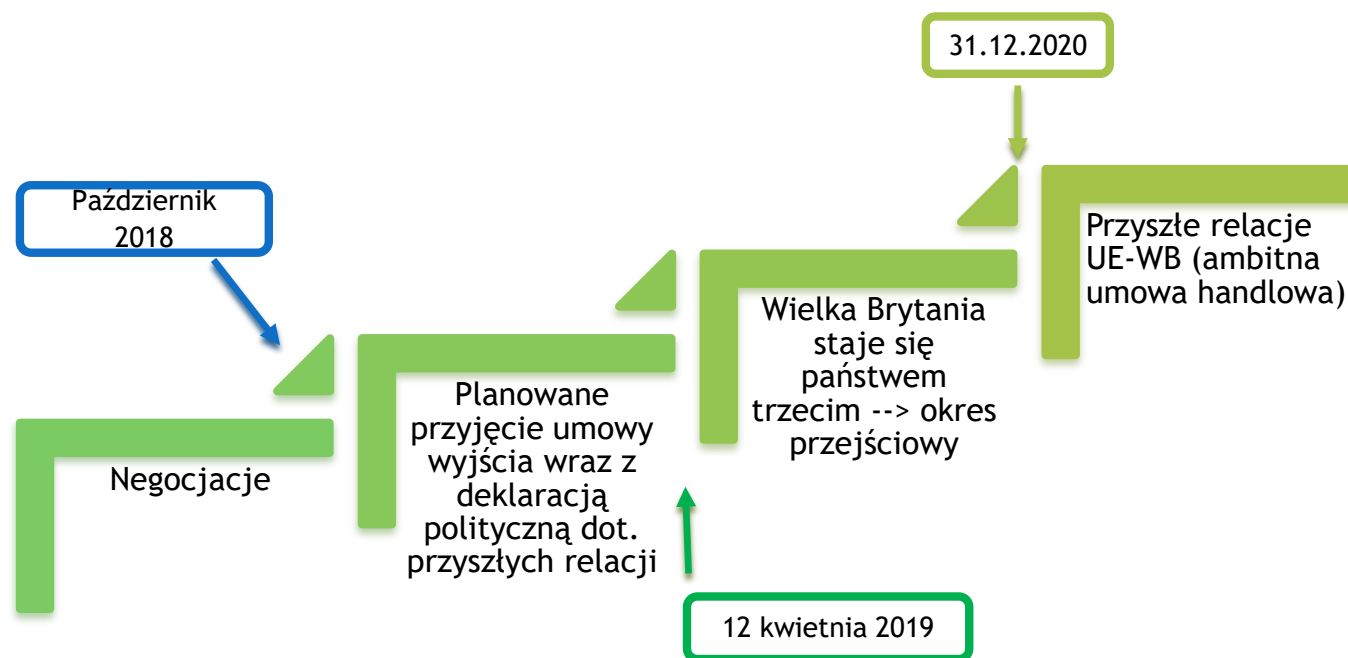 31.12.2020
Październik
2018
Przyszłe relacje
UE-WB (ambitna
umowa handlowa)
Wielka Brytania
staje się
państwem
trzecim --> okres
przejściowy
Planowane
przyjęcie umowy
wyjścia wraz z
deklaracją
polityczną dot.
przyszłych relacji
Negocjacje
12 kwietnia 2019